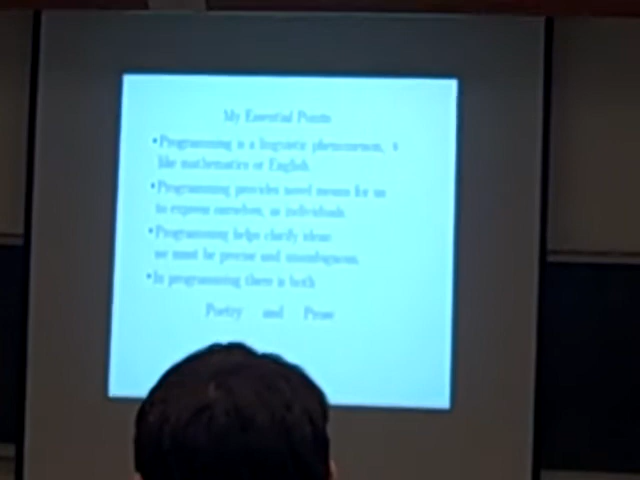 My Essential Points
•Programming is a linguistic phenomenon,
like mathematics or English.
•Programming provides novel means for us
to express ourselves, as individuals.
•Programming helps clarify ideas:
we must be precise and unambiguous.
•In programming there is both
Poetry and Prose